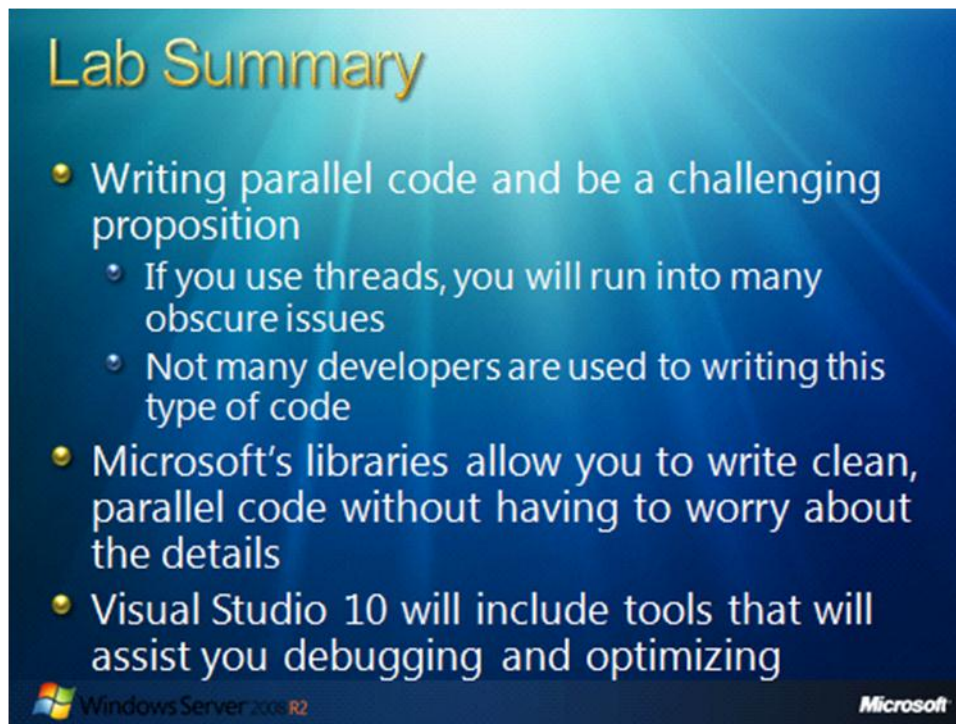 Lab Summary
Writing parallel code and be a challenging
proposition
If you use threads, you will run into many
obscure issues
Not many developers are used to writing this
type of code
Microsoft's libraries allow you to write clean,
parallel code without having to worry about
the details
Visual Studio 10 will include tools that will
assist you debugging and optimizing
Windows Server 2008 R2
Microsoft